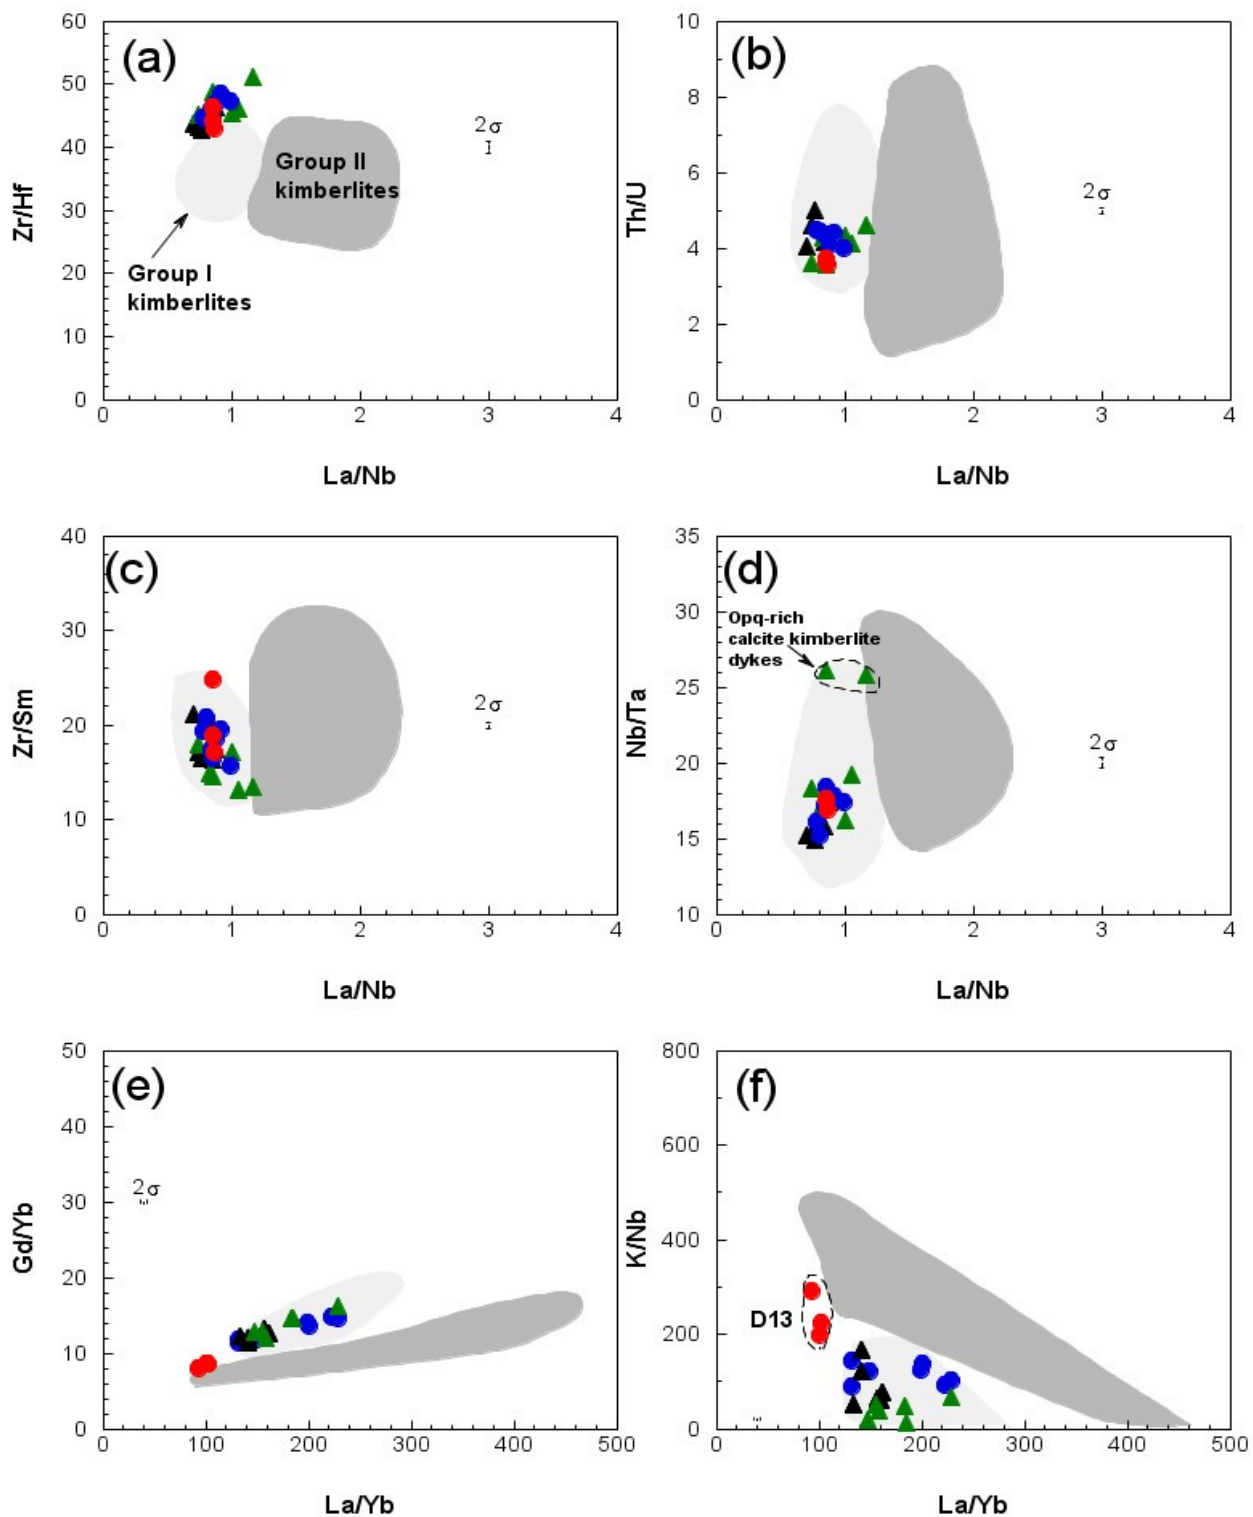 (a)
60
50
40
30
20
10
0
Zr/Hf
2σ
Group II
kimberlites
Group I
kimberlites
0
1
2
3
4
La/Nb
(b)
10
8
6
4
2
0
Th/U
2σ
0
1
2
3
4
La/Nb
(c)
40
30
20
10
0
Zr/Sm
2σ
0
1
2
3
4
La/Nb
(d)
35
30
25
20
15
10
Nb/Ta
Opq-rich
calcite kimberlite
dykes
2σ
0
1
2
3
4
La/Nb
(e)
50
40
30
20
10
0
Gd/Yb
2σ
0
100
200
300
400
500
La/Yb
(f)
800
600
400
200
0
K/Nb
D13
0
100
200
300
400
500
La/Yb